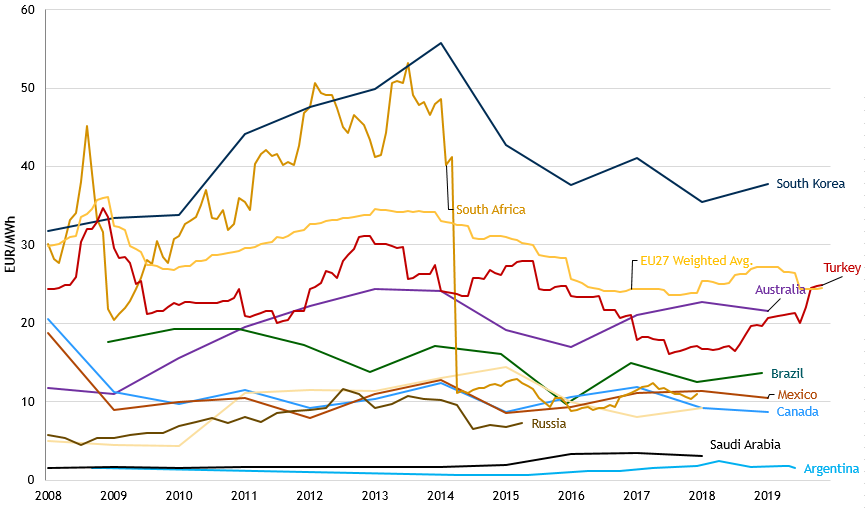 60
50
40
30
20
10
0
EUR/MWh
South Korea
South Africa
EU27 Weighted Avg.
Turkey
Australia
Brazil
Mexico
Canada
Russia
Saudi Arabia
Argentina
2008 2009 2010 2011 2012 2013 2014 2015 2016 2017 2018 2019